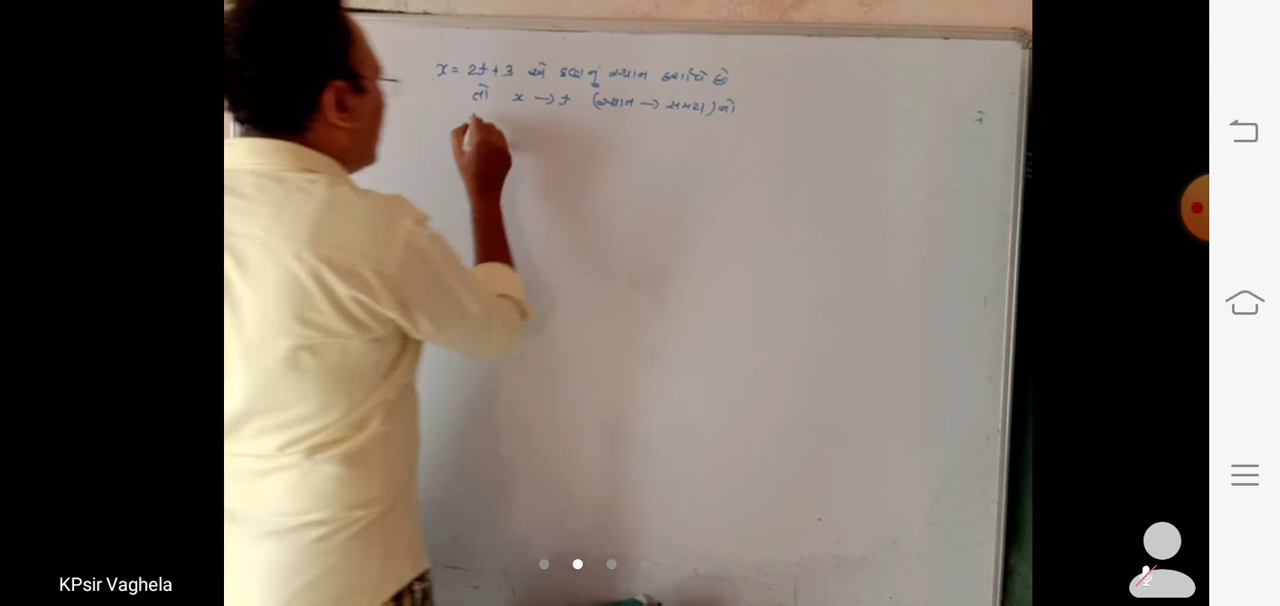 x = 2t + 3 એ કણનું સ્થાન દર્શાવે છે
તો x → t (સ્થાન → સમય) નો
KPsir Vaghela